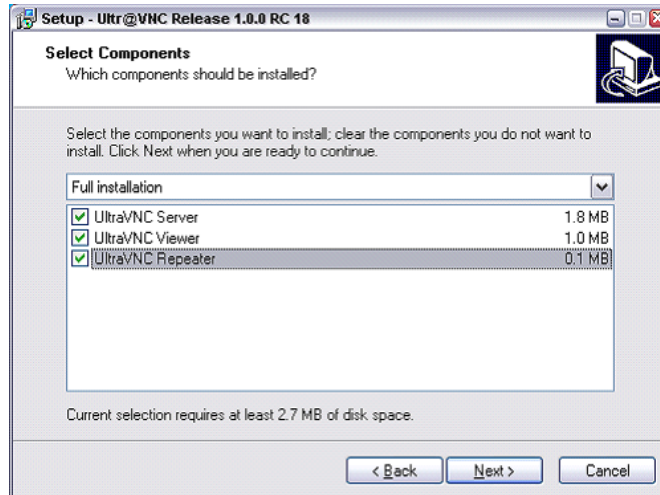 Setup - Ultr@VNC Release 1.0.0 RC 18
Select Components
Which components should be installed?
Select the components you want to install; clear the components you do not want to
install. Click Next when you are ready to continue.
Full installation
UltraVNC Server 1.8 MB
UltraVNC Viewer 1.0 MB
UltraVNC Repeater 0.1 MB
Current selection requires at least 2.7 MB of disk space.
< Back Next > Cancel